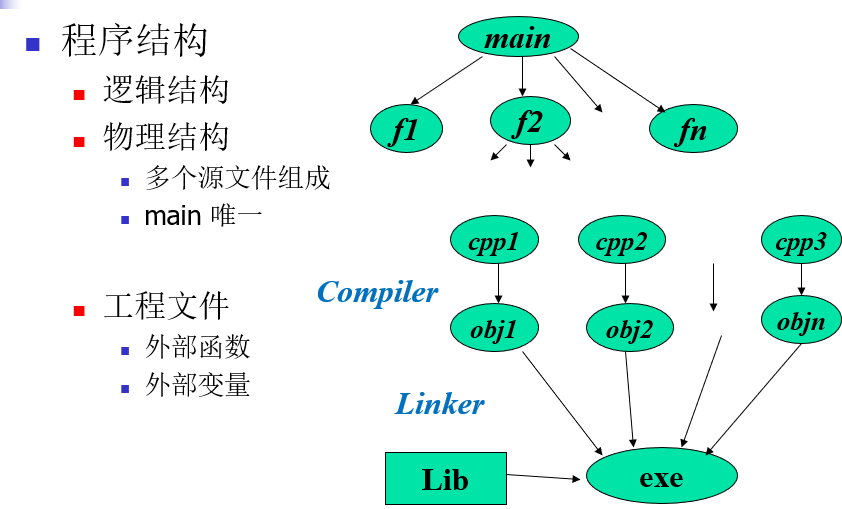 程序结构
逻辑结构
物理结构
多个源文件组成
main 唯一
工程文件
外部函数
外部变量
main
f1
f2
fn
cpp1
cpp2
cpp3
Compiler
obj1
obj2
objn
Linker
Lib
exe